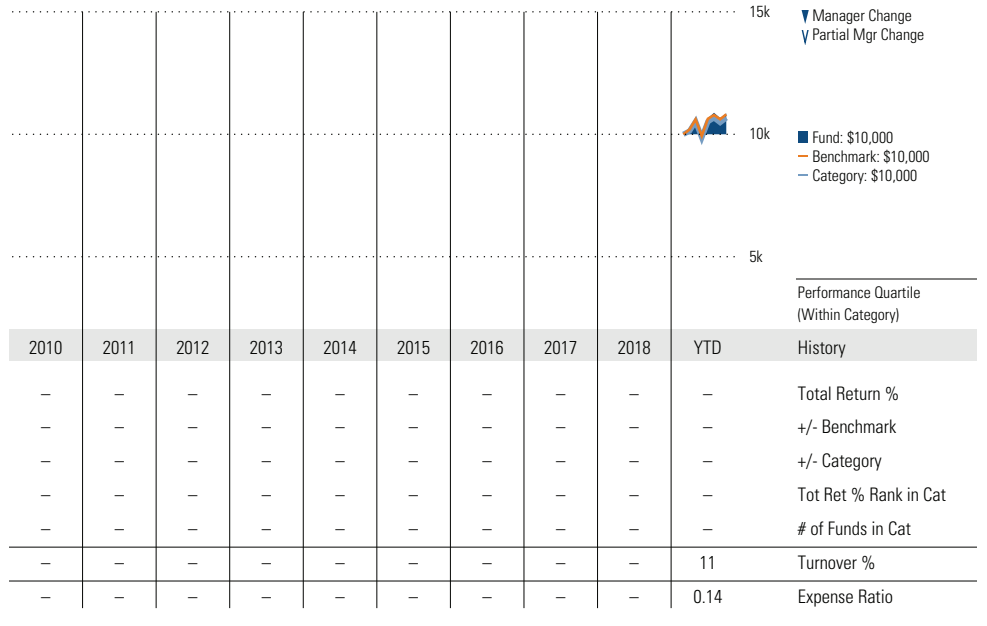 15k
10k
5k
Manager Change
Partial Mgr Change
Fund: $10,000
Benchmark: $10,000
Category: $10,000
Performance Quartile
(Within Category)
2010 2011 2012 2013 2014 2015 2016 2017 2018 YTD History
– – – – – – – – – – Total Return %
– – – – – – – – – – +/- Benchmark
– – – – – – – – – – +/- Category
– – – – – – – – – – Tot Ret % Rank in Cat
– – – – – – – – – – # of Funds in Cat
– – – – – – – – – 11 Turnover %
– – – – – – – – – 0.14 Expense Ratio